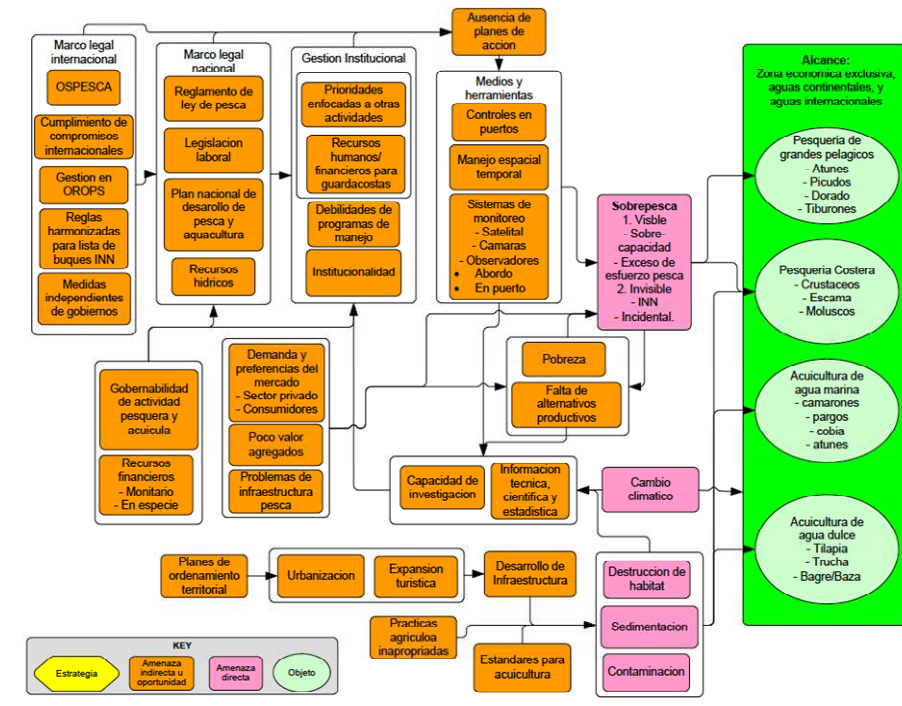 Ausencia de
planes de
accion
Marco legal
internacional
OSPESCA
Cumplimiento de
compromisos
internacionales
Gestion en
OROPS
Reglas
harmonizadas
para lista de
buques INN
Medidas
independientes
de gobiernos
Marco legal
nacional
Reglamento de
ley de pesca
Legislacion
laboral
Plan nacional de
desarollo de
pesca y
aquacultura
Recursos
hidricos
Gestion Institucional
Prioridades
enfocadas a otras
actividades
Recursos
humanos/
financieros para
guardacostas
Debilidades de
programas de
manejo
Institucionalidad
Medios y
herramientas
Controles en
puertos
Manejo espacial
temporal
Sistemas de
monitoreo
- Satelital
- Camaras
- Observadores
• Abordo
• En puerto
Sobrepesca
1. Visble
- Sobre-
capacidad
- Exceso de
esfuerzo pesca
2. Invisible
- INN
- Incidental.
Alcance:
Zona economica exclusiva,
aguas continentales, y
aguas internacionales
Pesqueria de
grandes pelagicos
- Atunes
- Picudos
- Dorado
- Tiburones
Pesqueria Costera
- Crustaceos
- Escama
- Moluscos
Acuicultura de
agua marina
- camarones
- pargos
- cobia
- atunes
Acuicultura de
agua dulce
- Tilapia
- Trucha
- Bagre/Baza
Gobernabilidad
de actividad
pesquera y
acuicula
Recursos
financieros
- Monitario
- En especie
Demanda y
preferencias del
mercado
- Sector privado
- Consumidores
Poco valor
agregados
Problemas de
infraestructura
pesca
Pobreza
Falta de
alternativos
productivos
Capacidad de
investigacion
Informacion
tecnica,
cientifica y
estadistica
Cambio
climatico
Planes de
ordenamiento
territorial
Urbanizacion
Expansion
turistica
Desarrollo de
Infraestructura
Practicas
agriculoa
inapropriadas
Estandares para
acuicultura
Destruccion de
habitat
Sedimentacion
Contaminacion
KEY
Estrategia
Amenaza
indirecta u
oportunidad
Amenaza
directa
Objeto